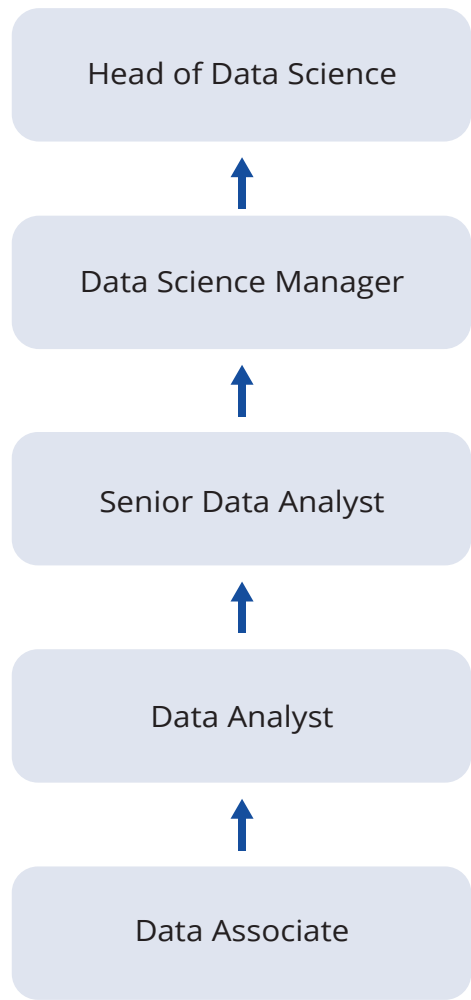 Head of Data Science
Data Science Manager
Senior Data Analyst
Data Analyst
Data Associate